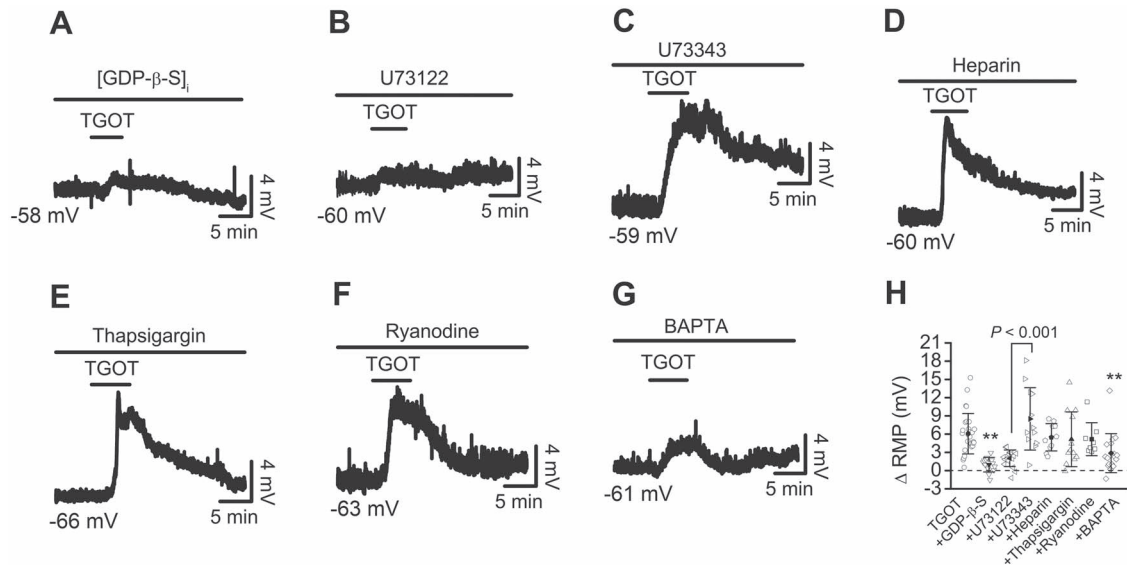 A
[GDP-β-S]i
TGOT
-58 mV
4 mV
5 min
B
U73122
TGOT
-60 mV
4 mV
5 min
C
U73343
TGOT
-59 mV
4 mV
5 min
D
Heparin
TGOT
-60 mV
4 mV
5 min
E
Thapsigargin
TGOT
-66 mV
4 mV
5 min
F
Ryanodine
TGOT
-63 mV
4 mV
5 min
G
BAPTA
TGOT
-61 mV
4 mV
5 min
H
P < 0.001
Δ RMP (mV)
21
18
15
12
9
6
3
0
-3
**
**
TGOT
+GDP-β-S
+U73122
+U73343
+Heparin
+Thapsigargin
+Ryanodine
+BAPTA